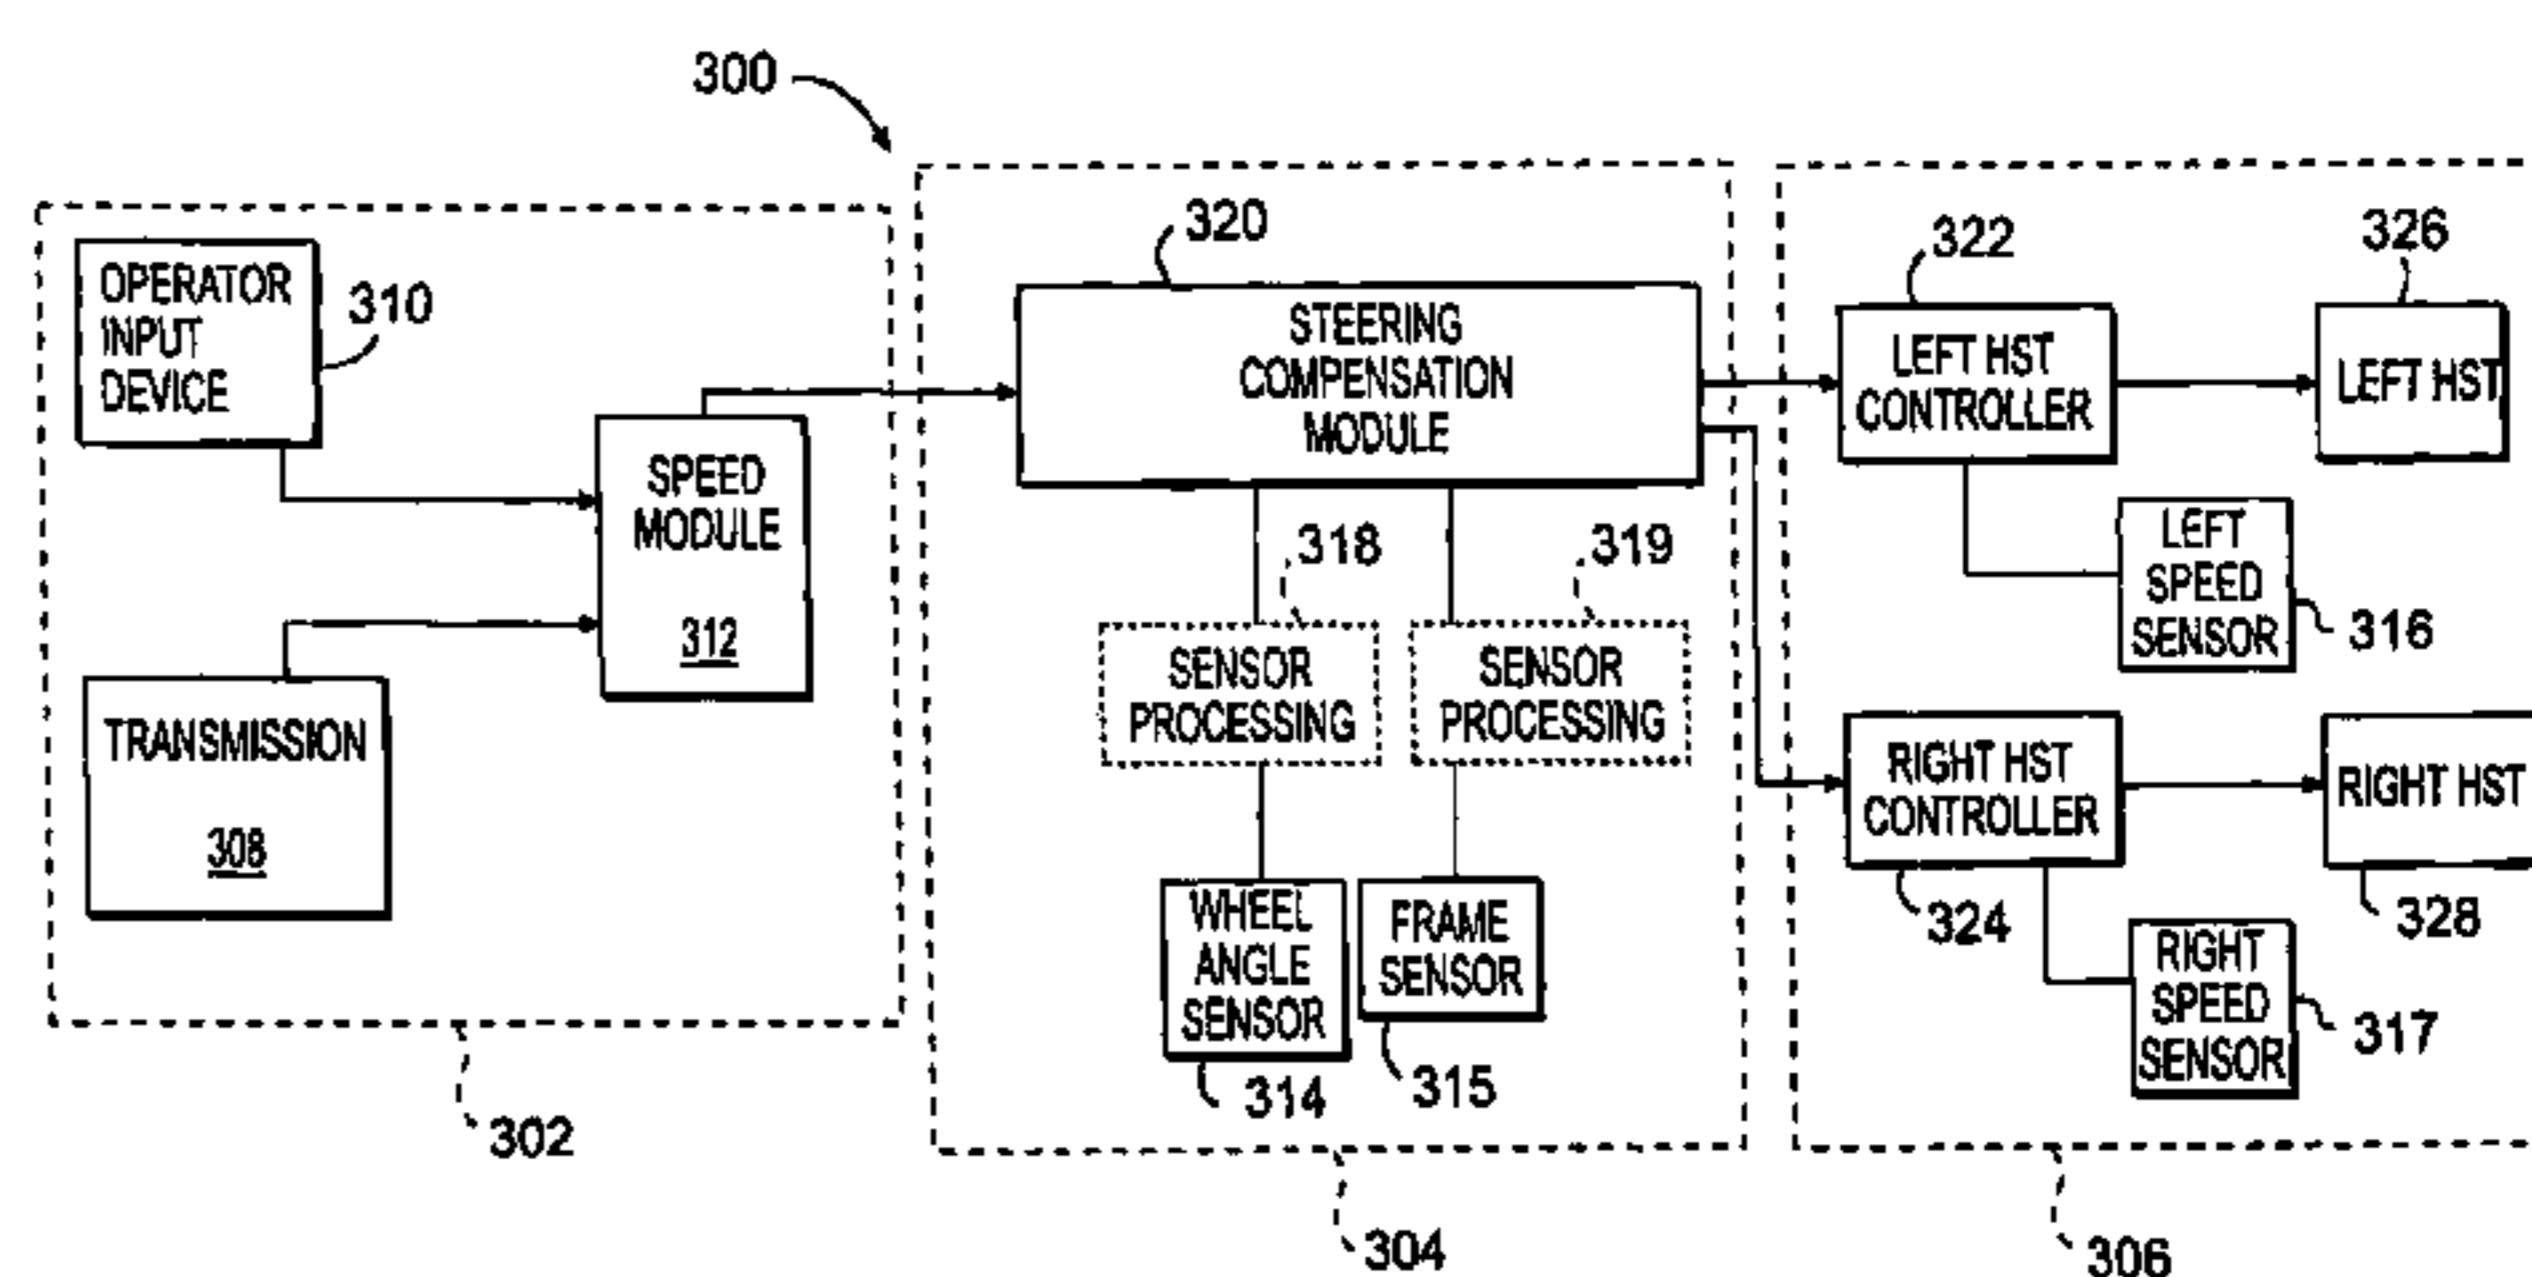 300
OPERATOR
INPUT
DEVICE
310
SPEED
MODULE
312
TRANSMISSION
308
302
320
STEERING
COMPENSATION
MODULE
318
319
SENSOR
PROCESSING
SENSOR
PROCESSING
WHEEL
ANGLE
SENSOR
314
FRAME
SENSOR
315
304
322
LEFT HST
CONTROLLER
326
LEFT HST
LEFT
SPEED
SENSOR
316
RIGHT HST
CONTROLLER
324
RIGHT HST
328
RIGHT
SPEED
SENSOR
317
306